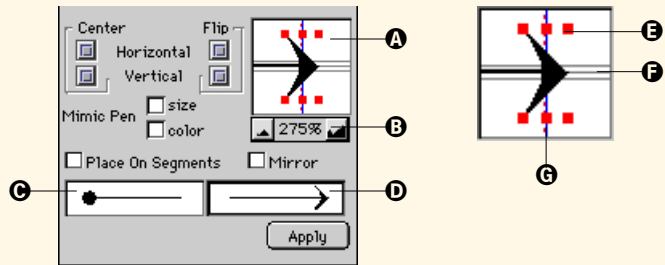 Center Flip
Horizontal
Vertical
Mimic Pen
size
color
275%
Place On Segments Mirror
Apply
A
B
C
D
E
F
G